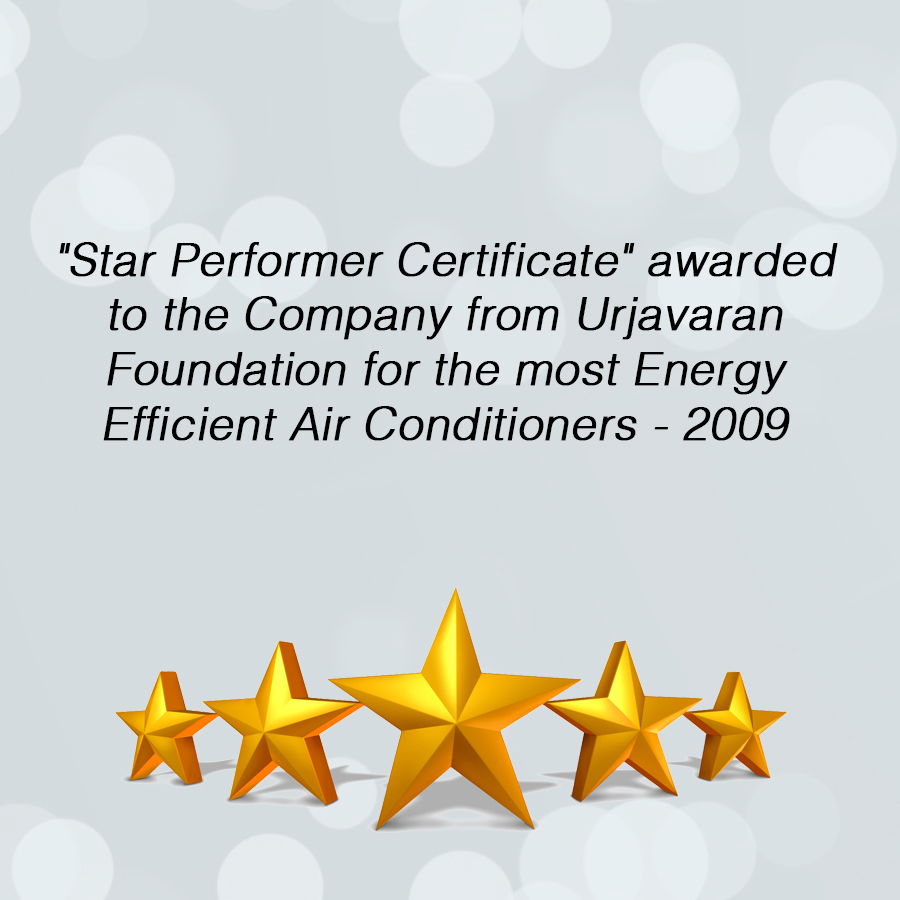 "Star Performer Certificate" awarded
to the Company from Urjavaran
Foundation for the most Energy
Efficient Air Conditioners - 2009